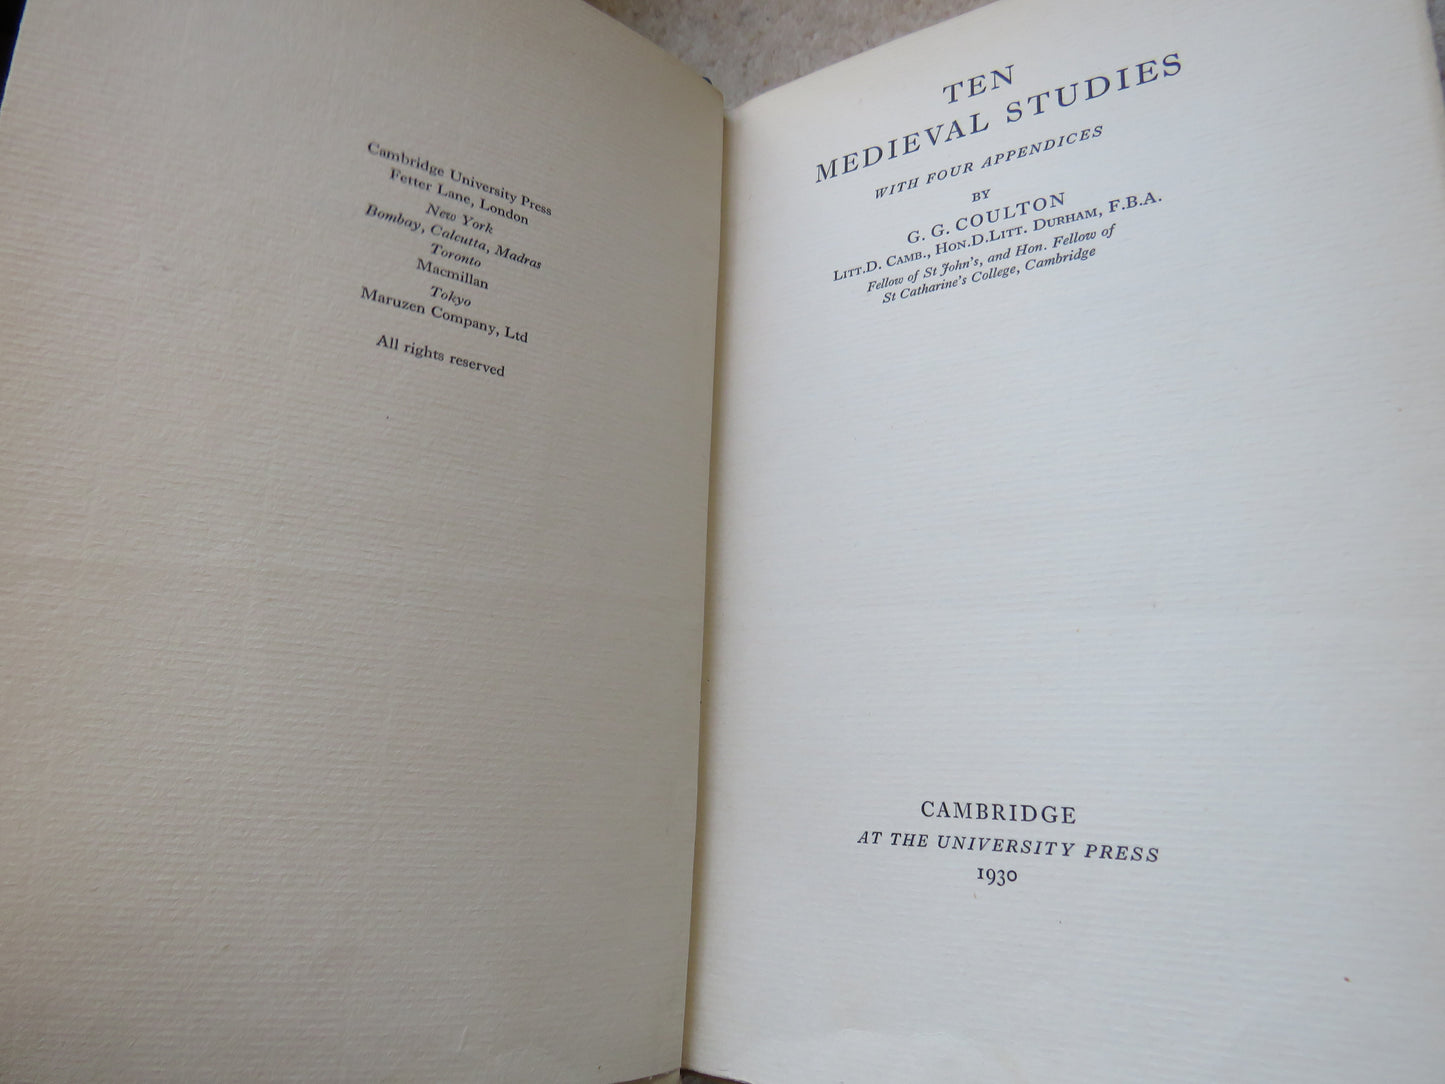 Cambridge University Press
Fetter Lane, London
New York
Bombay, Calcutta, Madras
Toronto
Macmillan
Tokyo
Maruzen Company, Ltd
All rights reserved
TEN
MEDIEVAL STUDIES
WITH FOUR APPENDICES
BY
G. G. COULTON
LITT.D. CAMB., HON.D.LITT. DURHAM, F.B.A.
Fellow of St John's, and Hon. Fellow of
St Catharine's College, Cambridge
CAMBRIDGE
AT THE UNIVERSITY PRESS
1930